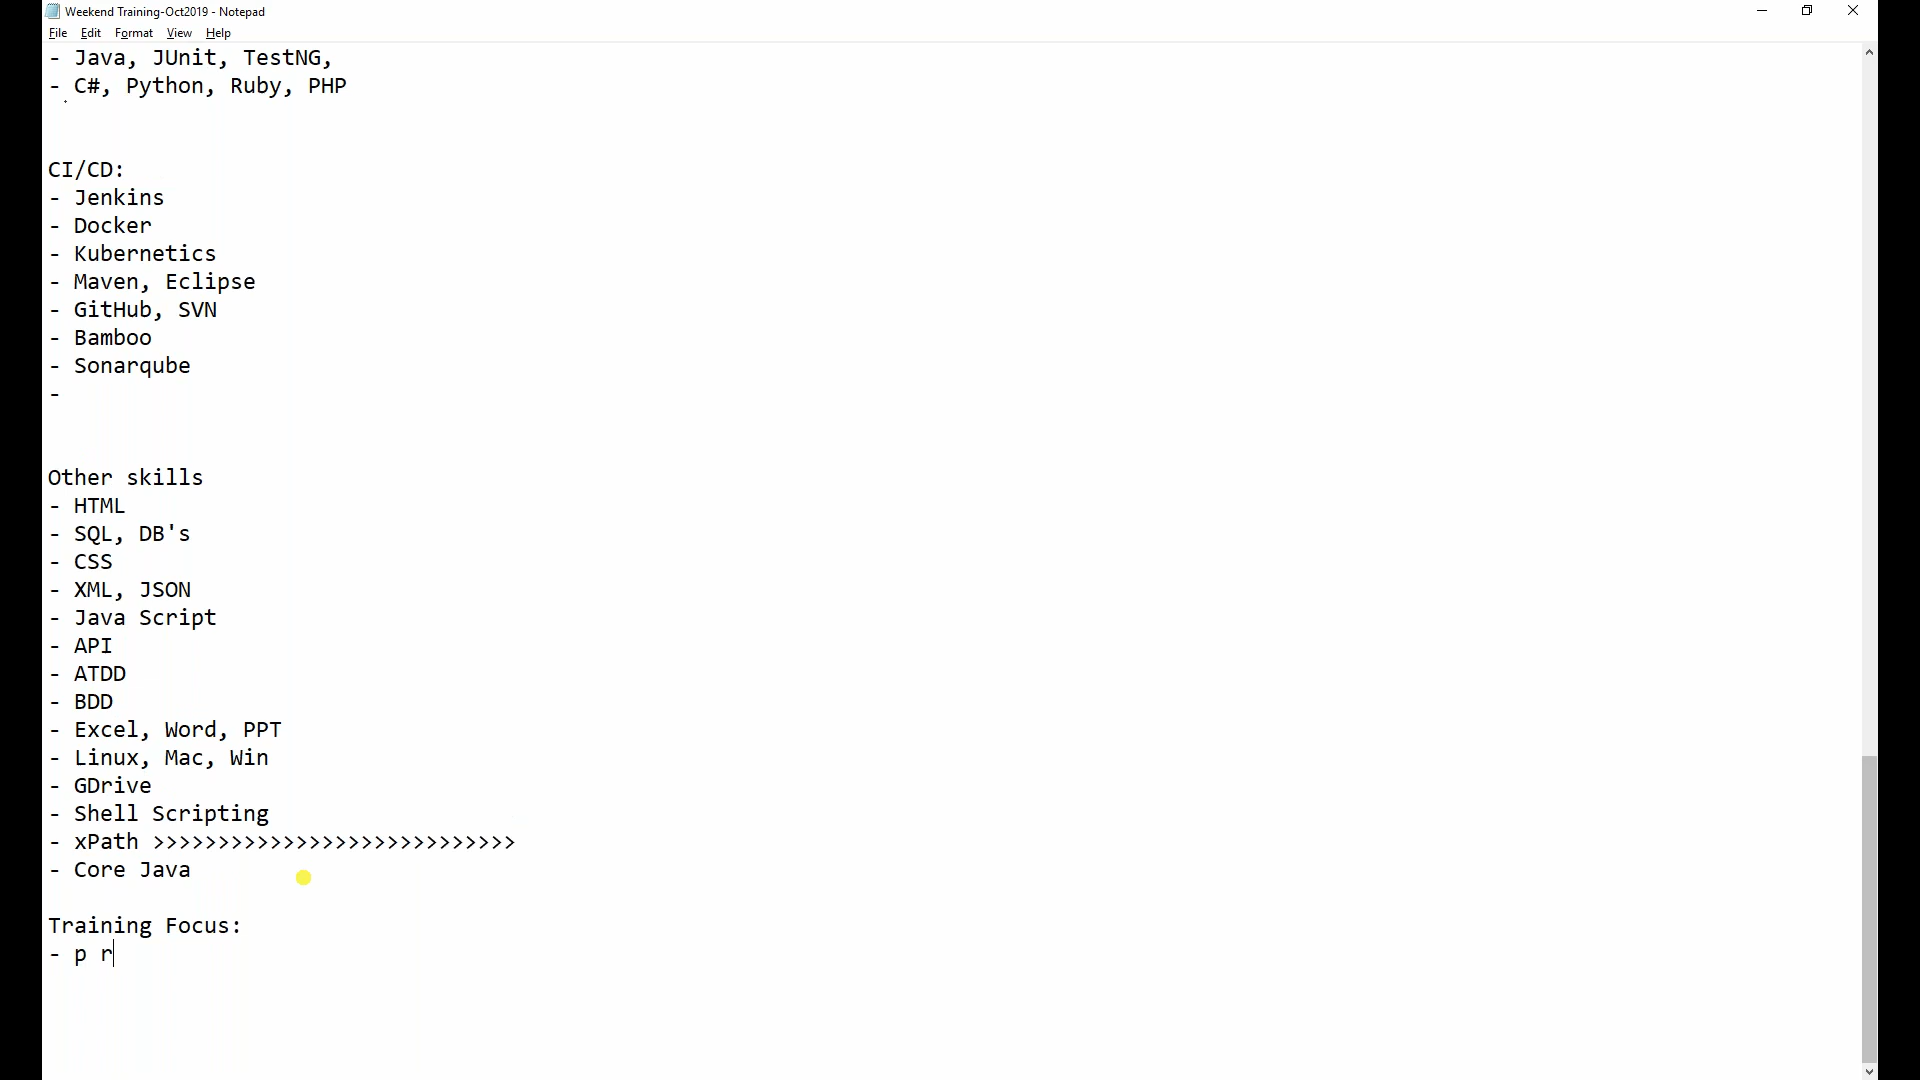 Weekend Training-Oct2019 - Notepad
File Edit Format View Help
- Java, JUnit, TestNG,
- C#, Python, Ruby, PHP
CI/CD:
- Jenkins
- Docker
- Kubernetics
- Maven, Eclipse
- GitHub, SVN
- Bamboo
- Sonarqube
-
Other skills
- HTML
- SQL, DB's
- CSS
- XML, JSON
- Java Script
- API
- ATDD
- BDD
- Excel, Word, PPT
- Linux, Mac, Win
- GDrive
- Shell Scripting
- xPath >>>>>>>>>>>>>>>>>>>>>>>>>>>>
- Core Java
Training Focus:
- p r